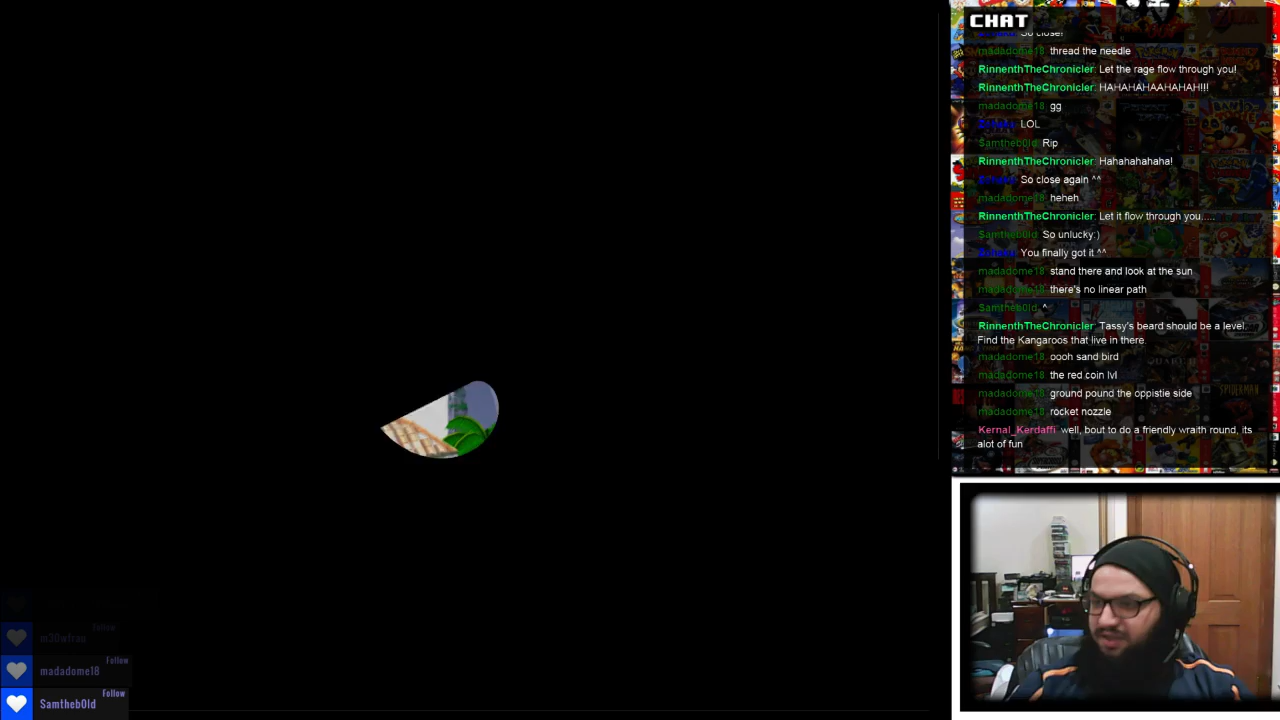 CHAT
So close!
madadome18: thread the needle
RinnenthTheChronicler: Let the rage flow through you!
RinnenthTheChronicler: HAHAHAHAAHAHAH!!!
madadome18: gg
LOL
Samtheb0ld: Rip
RinnenthTheChronicler: Hahahahahaha!
So close again ^^
madadome18: heheh
RinnenthTheChronicler: Let it flow through you.....
Samtheb0ld: So unlucky:)
You finally got it ^^
madadome18: stand there and look at the sun
madadome18: there's no linear path
Samtheb0ld: ^
RinnenthTheChronicler: Tassy's beard should be a level.
Find the Kangaroos that live in there.
madadome18: oooh sand bird
madadome18: the red coin lvl
madadome18: ground pound the oppistie side
madadome18: rocket nozzle
Kernal_Kerdaffi: well, bout to do a friendly wraith round, its
alot of fun
Follow
m30wfrau
Follow
madadome18
Follow
Samtheb0ld